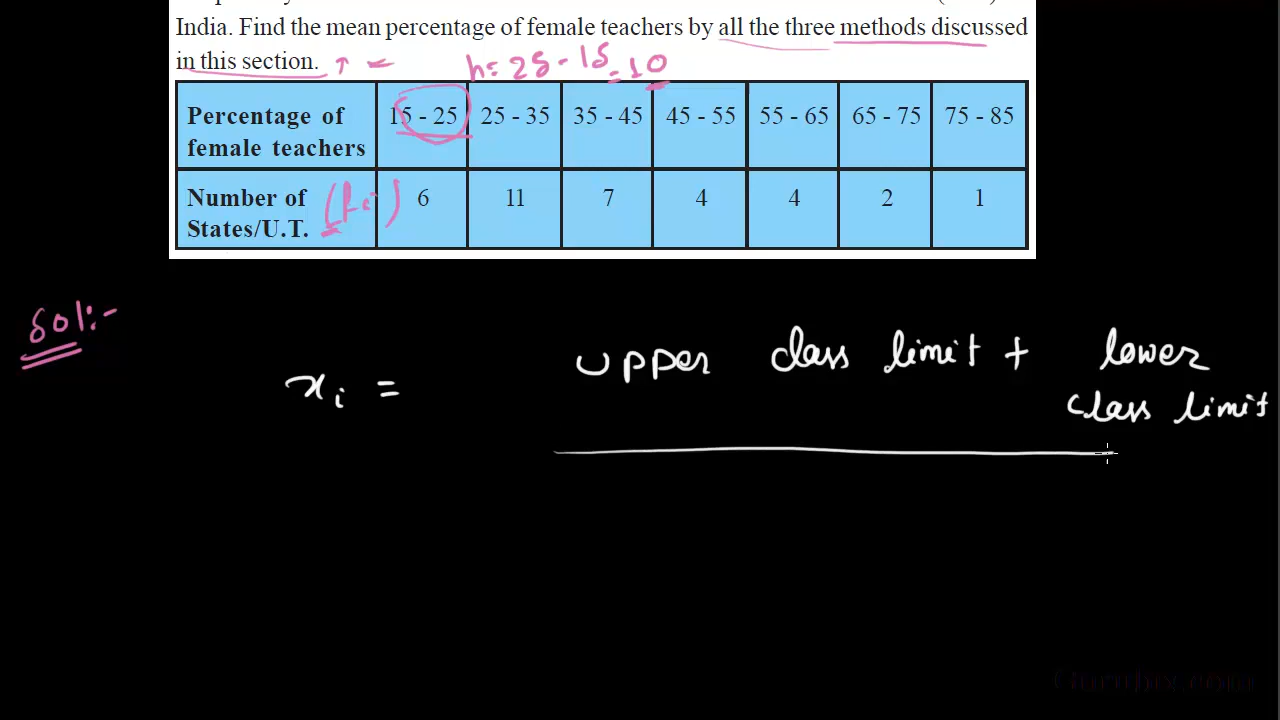 India. Find the mean percentage of female teachers by all the three methods discussed
in this section.
h = 25 - 15 = 10
Percentage of female teachers 15 - 25 25 - 35 35 - 45 45 - 55 55 - 65 65 - 75 75 - 85
Number of States/U.T. (fi) 6 11 7 4 4 2 1
Sol:-
xi = upper class limit + lower
class limit